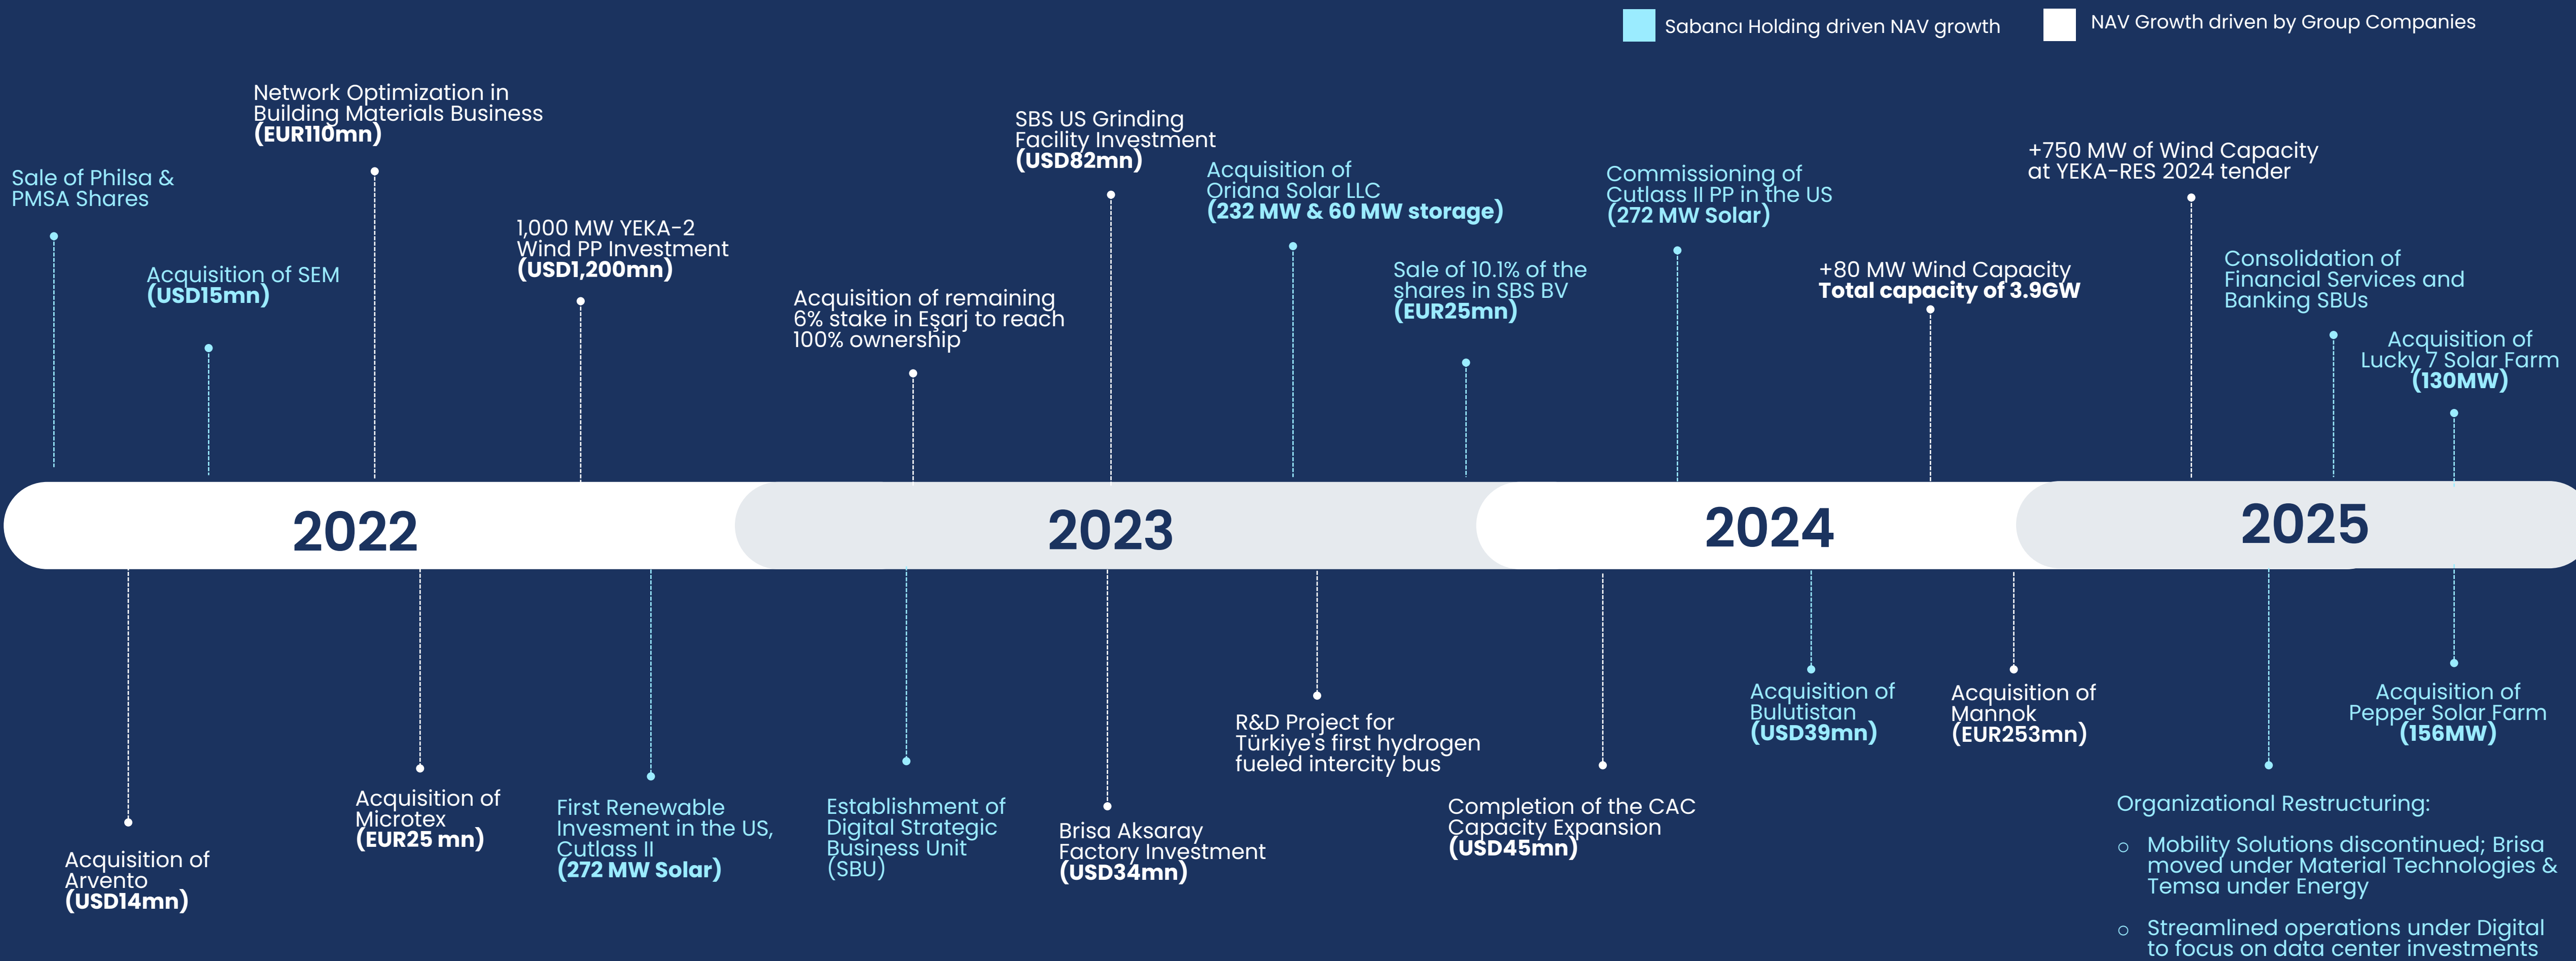 Sabancı Holding driven NAV growth
NAV Growth driven by Group Companies
Sale of Philsa &
PMSA Shares
Acquisition of SEM
(USD15mn)
Network Optimization in
Building Materials Business
(EUR110mn)
1,000 MW YEKA-2
Wind PP Investment
(USD1,200mn)
Acquisition of remaining
6% stake in Eşarj to reach
100% ownership
SBS US Grinding
Facility Investment
(USD82mn)
Acquisition of
Oriana Solar LLC
(232 MW & 60 MW storage)
Sale of 10.1% of the
shares in SBS BV
(EUR25mn)
Commissioning of
Cutlass II PP in the US
(272 MW Solar)
+80 MW Wind Capacity
Total capacity of 3.9GW
+750 MW of Wind Capacity
at YEKA-RES 2024 tender
Consolidation of
Financial Services and
Banking SBUs
Acquisition of
Lucky 7 Solar Farm
(130MW)
2022
2023
2024
2025
Acquisition of
Arvento
(USD14mn)
Acquisition of
Microtex
(EUR25 mn)
First Renewable
Invesment in the US,
Cutlass II
(272 MW Solar)
Establishment of
Digital Strategic
Business Unit
(SBU)
Brisa Aksaray
Factory Investment
(USD34mn)
R&D Project for
Türkiye's first hydrogen
fueled intercity bus
Completion of the CAC
Capacity Expansion
(USD45mn)
Acquisition of
Bulutistan
(USD39mn)
Acquisition of
Mannok
(EUR253mn)
Acquisition of
Pepper Solar Farm
(156MW)
Organizational Restructuring:
o Mobility Solutions discontinued; Brisa
moved under Material Technologies &
Temsa under Energy
o Streamlined operations under Digital
to focus on data center investments